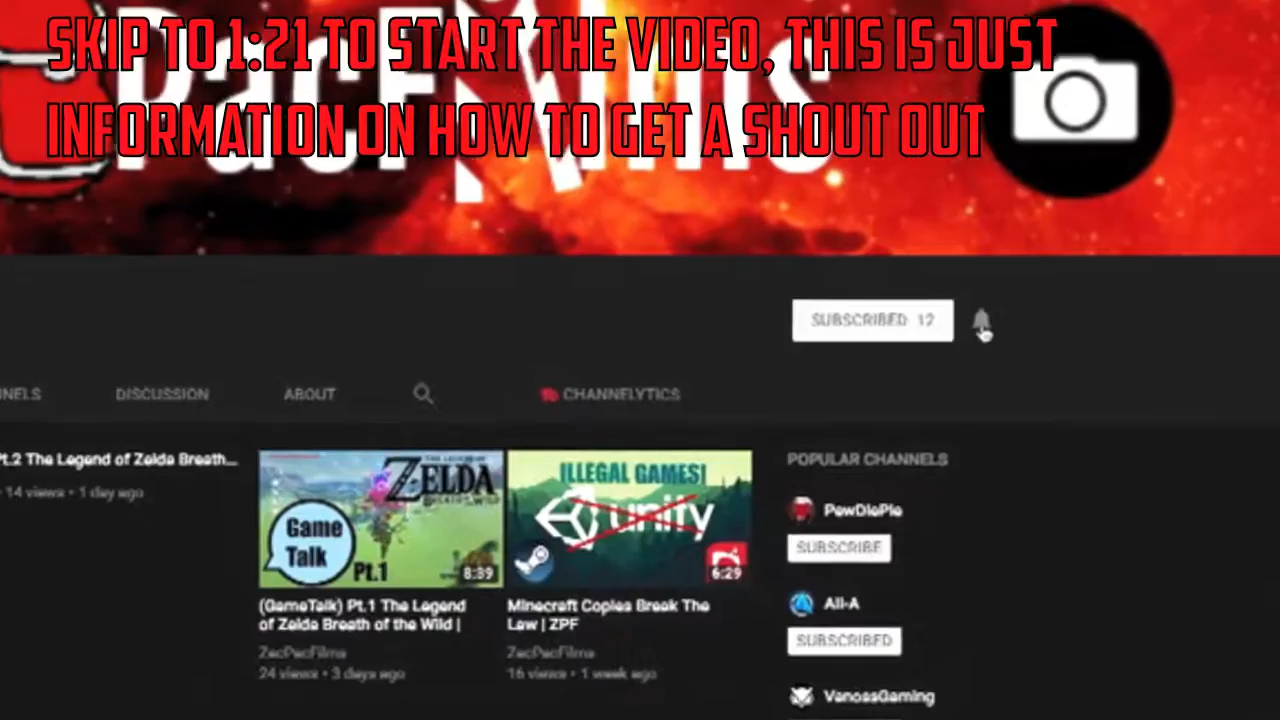 SKIP TO 1:21 TO START THE VIDEO, THIS IS JUST
INFORMATION ON HOW TO GET A SHOUT OUT
SUBSCRIBED 12
DISCUSSION
ABOUT
CHANNELYTICS
Pt.2 The Legend of Zelda Breath...
14 views • 1 day ago
ZELDA
Game
Talk
Pt.1
8:39
(GameTalk) Pt.1 The Legend
of Zelda Breath of the Wild |
ZacPacFilms
24 views • 3 days ago
ILLEGAL GAMES!
unity
6:29
Minecraft Copies Break The
Law | ZPF
ZacPacFilms
16 views • 1 week ago
POPULAR CHANNELS
PewDiePie
SUBSCRIBE
Ali-A
SUBSCRIBED
VanossGaming